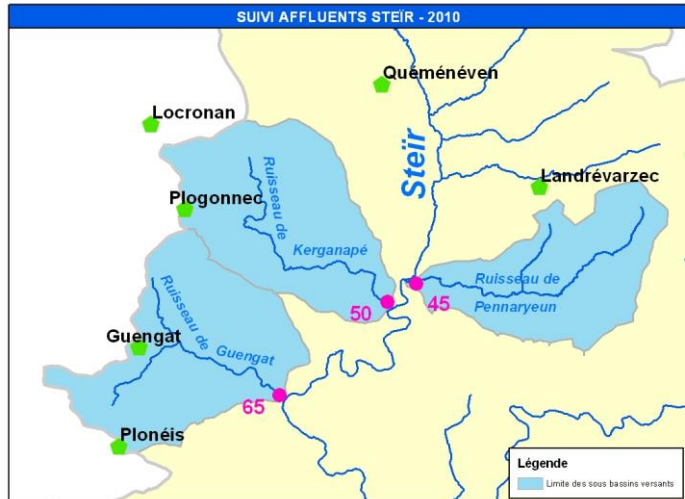 SUIVI AFFLUENTS STEÏR - 2010
Quéménéven
Locronan
Steïr
Landrévarzec
Ruisseau de
Kerganapé
Plogonnec
Ruisseau de
Pennaryeun
50
45
Ruisseau de
Guengat
Guengat
65
Plonéis
Légende
Limite des sous bassins versants